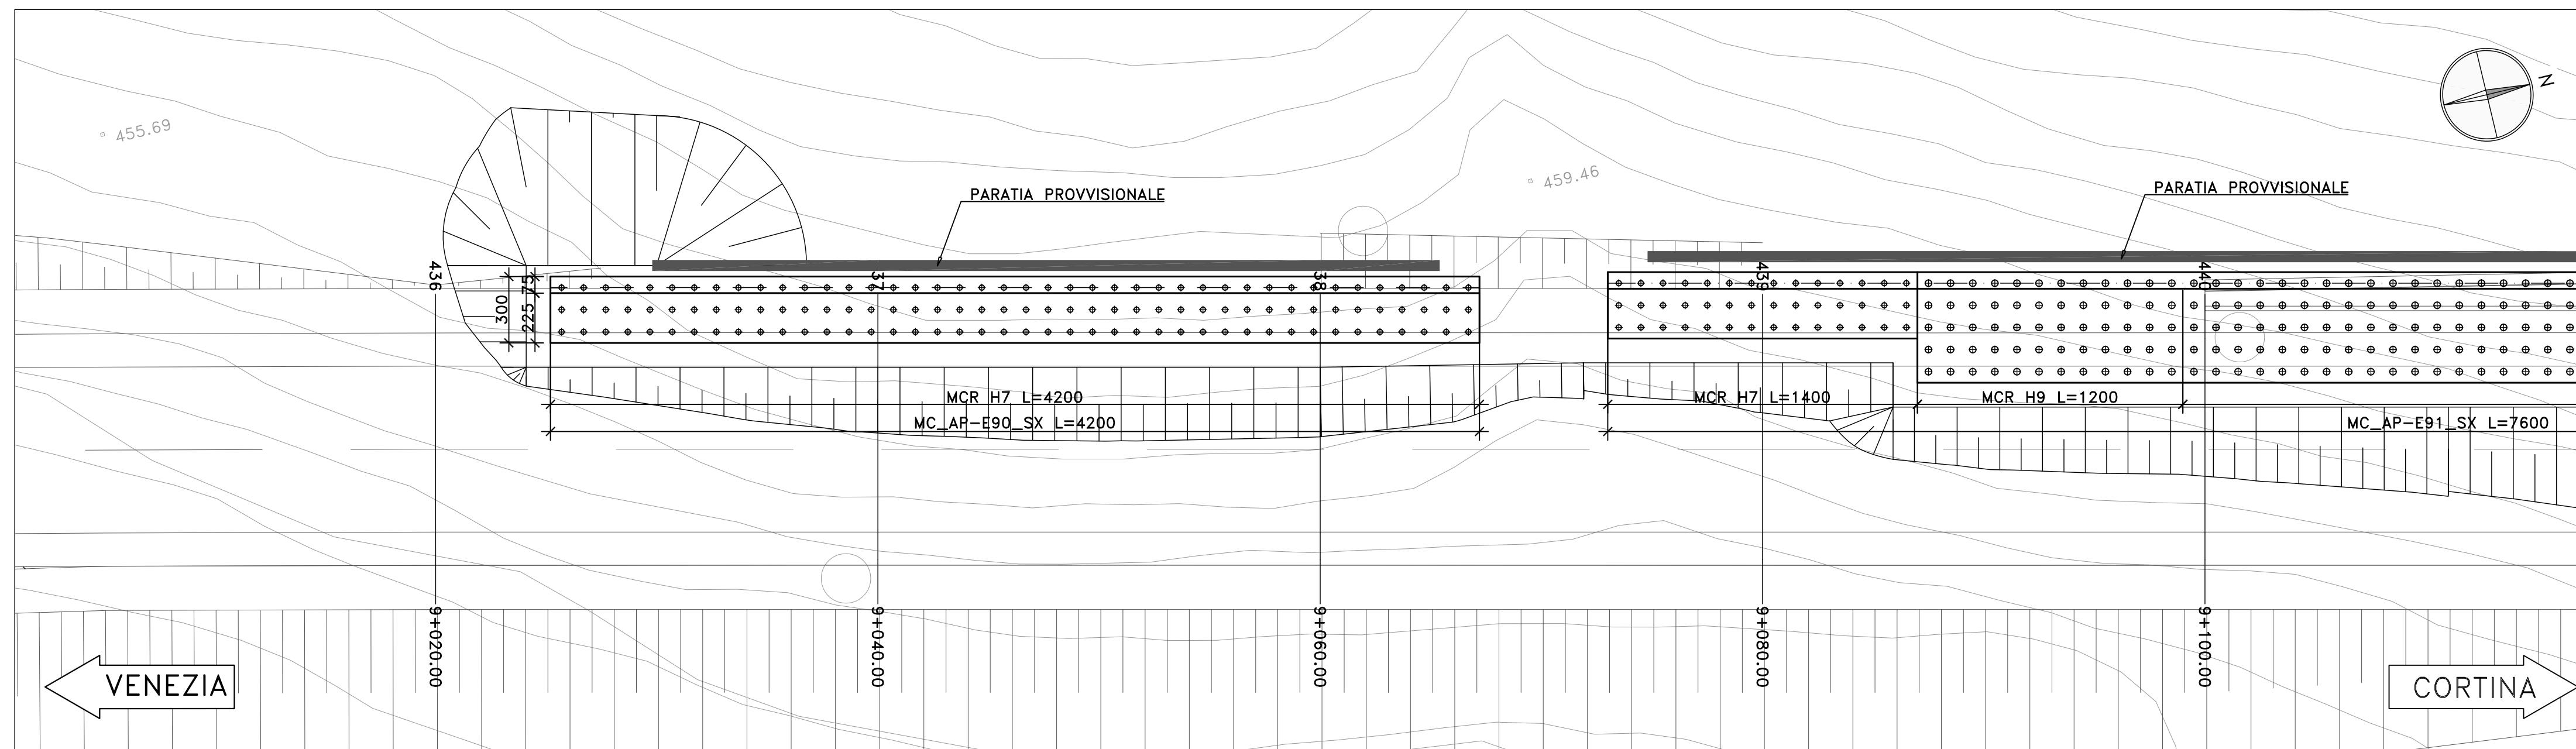 N
455.69
459.46
PARATIA PROVVISIONALE
PARATIA PROVVISIONALE
436
437
438
439
440
75
300
225
MCR H7 L=4200
MC_AP-E90_SX L=4200
MCR H7 L=1400
MCR H9 L=1200
MC_AP-E91_SX L=7600
9+020.00
9+040.00
9+060.00
9+080.00
9+100.00
VENEZIA
CORTINA